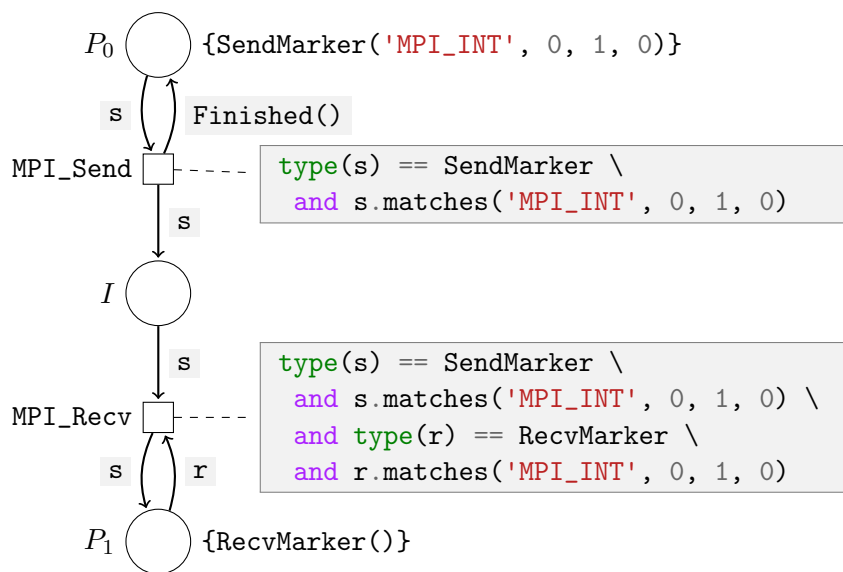 P0 {SendMarker('MPI_INT', 0, 1, 0)}
s Finished()
MPI_Send
type(s) == SendMarker \
and s.matches('MPI_INT', 0, 1, 0)
s
I
s
type(s) == SendMarker \
and s.matches('MPI_INT', 0, 1, 0) \
and type(r) == RecvMarker \
and r.matches('MPI_INT', 0, 1, 0)
MPI_Recv
s r
P1 {RecvMarker()}